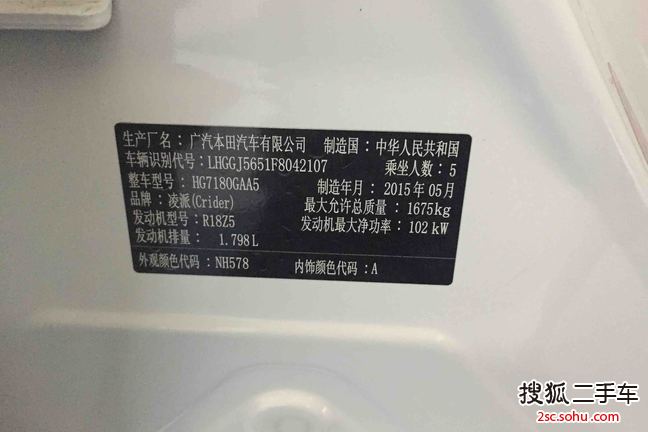 生产厂名：广汽本田汽车有限公司 制造国：中华人民共和国
车辆识别代号：LHGGJ5651F8042107 乘坐人数：5
整车型号：HG7180GAA5 制造年月：2015年05月
品牌：凌派(Crider) 最大允许总质量：1675kg
发动机型号：R18Z5 发动机最大净功率：102kW
发动机排量：1.798L
外观颜色代码：NH578 内饰颜色代码：A
搜狐二手车
2sc.sohu.com